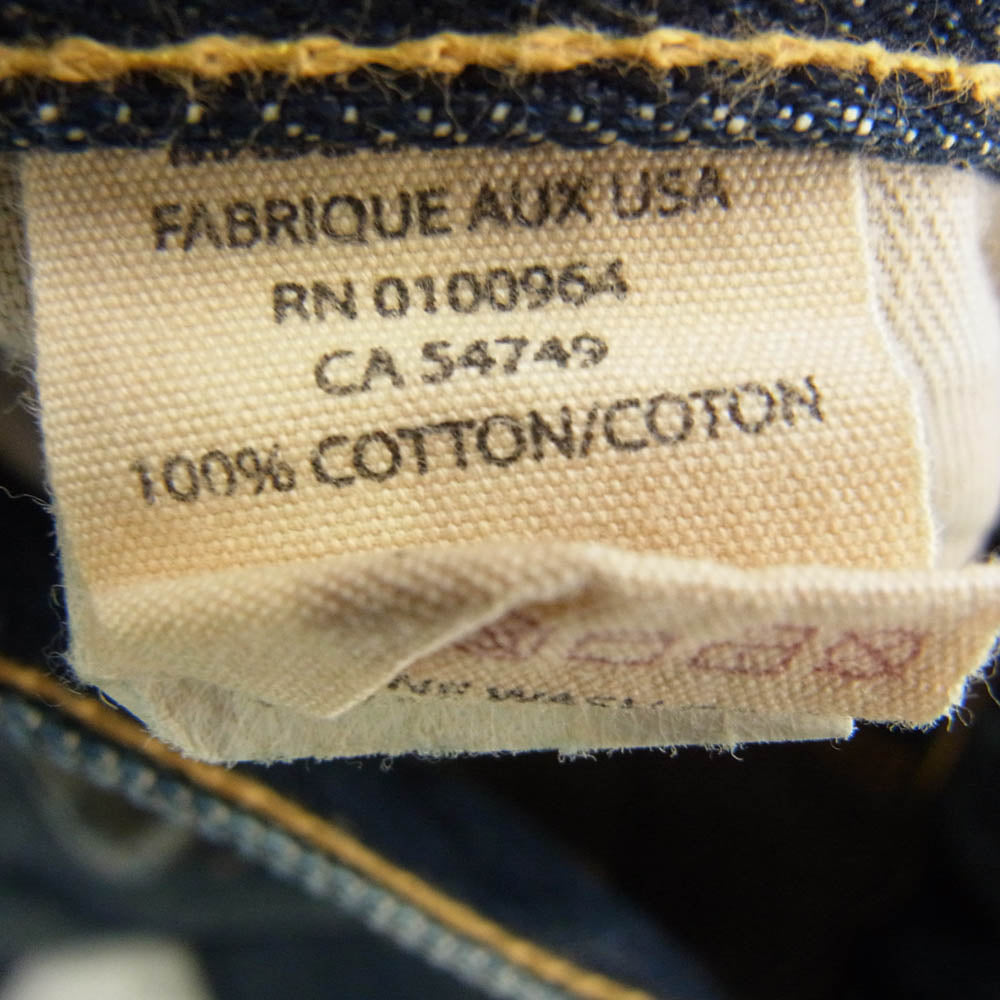 FABRIQUE AUX USA
RN 0100964
CA 54749
100% COTTON/COTON